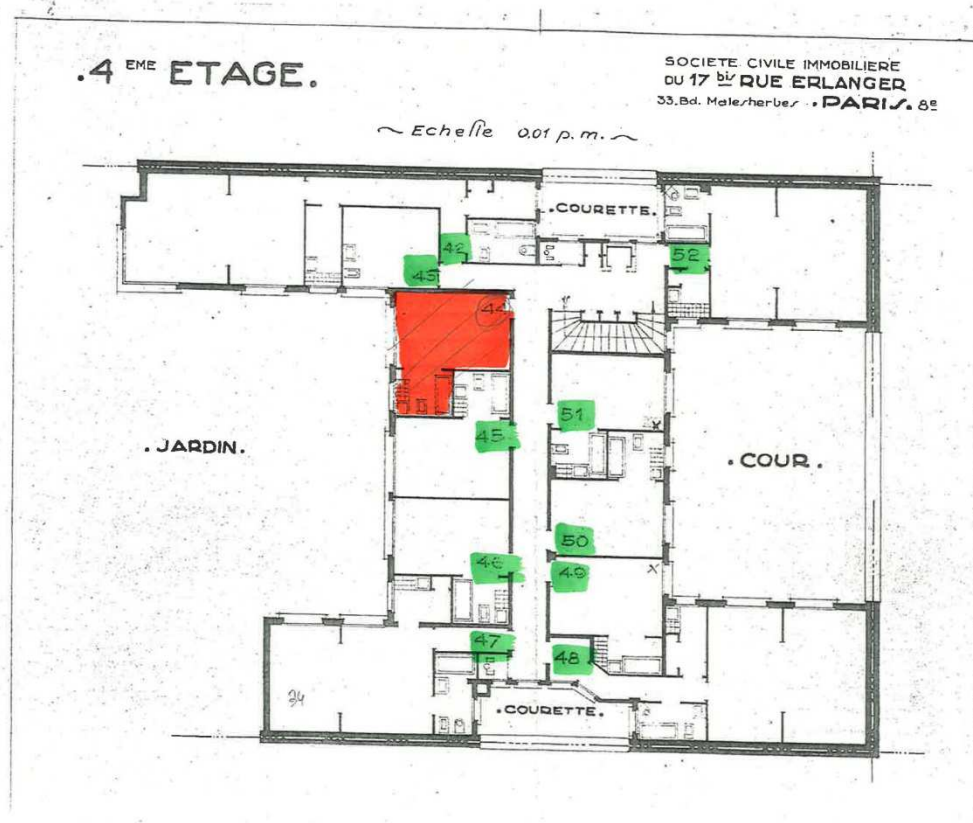 .4 EME ETAGE.
SOCIETE CIVILE IMMOBILIERE
DU 17 bis RUE ERLANGER
33.Bd. Malesherbes . PARIS. 8e
~ Echelle 0.01 p.m. ~
.COURETTE.
42
52
43
44
51
45
.JARDIN.
.COUR.
50
46
49
47
48
34
.COURETTE.